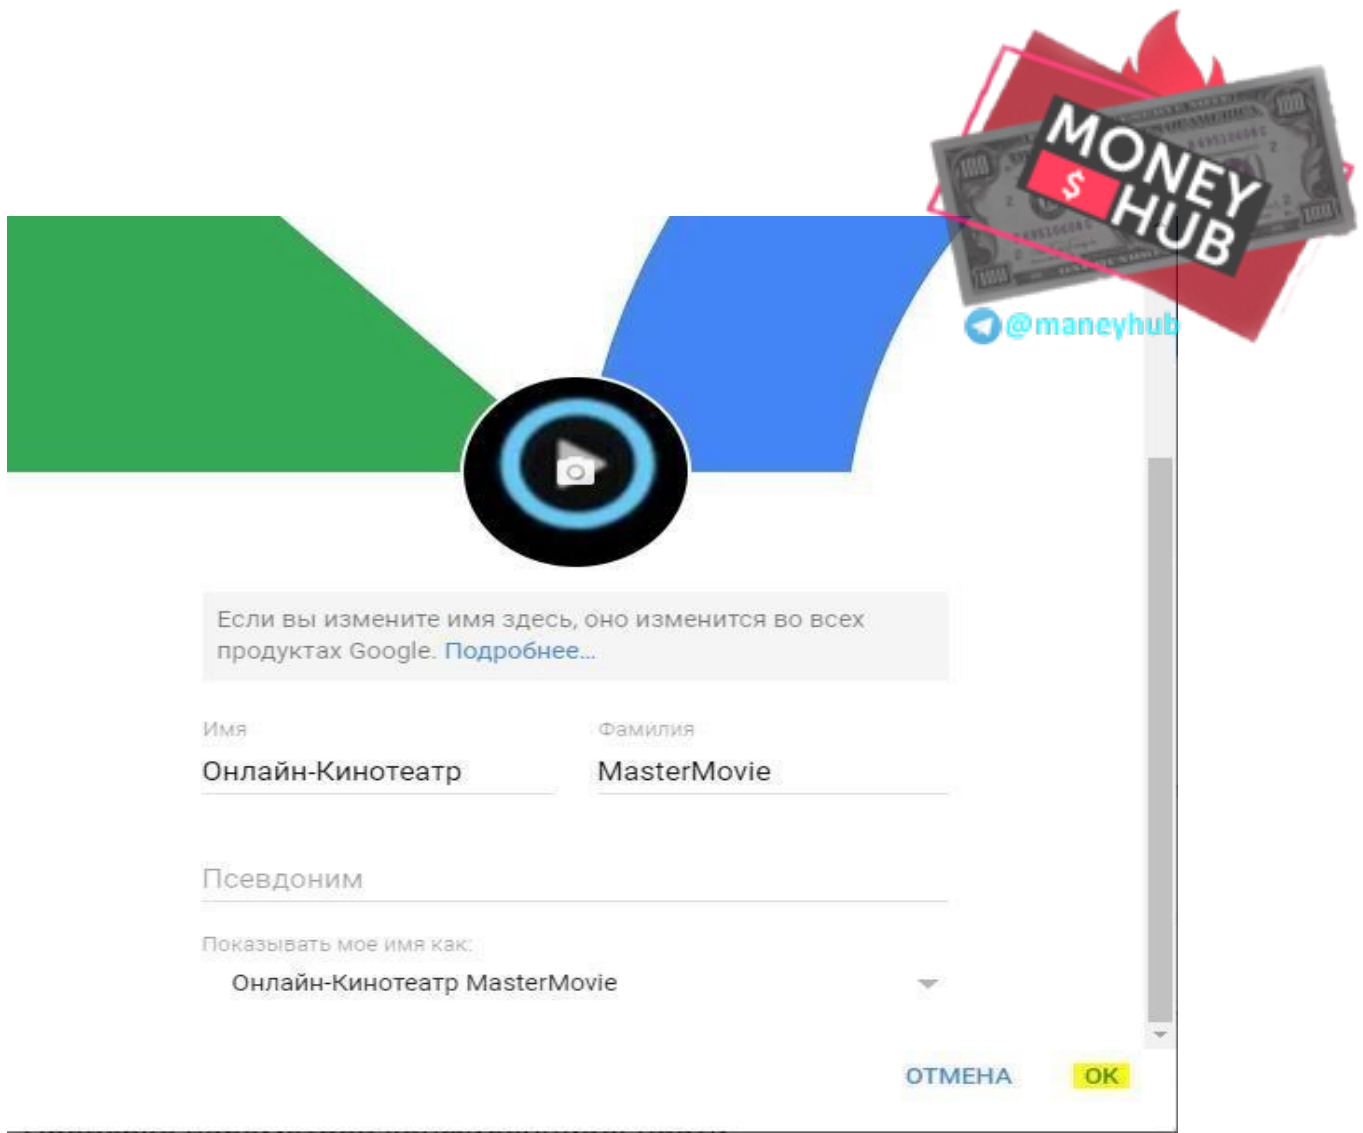 MONEY
$ HUB
@maneyhub
Если вы измените имя здесь, оно изменится во всех
продуктах Google. Подробнее...
Имя Фамилия
Онлайн-Кинотеатр MasterMovie
Псевдоним
Показывать мое имя как:
Онлайн-Кинотеатр MasterMovie
ОТМЕНА ОК